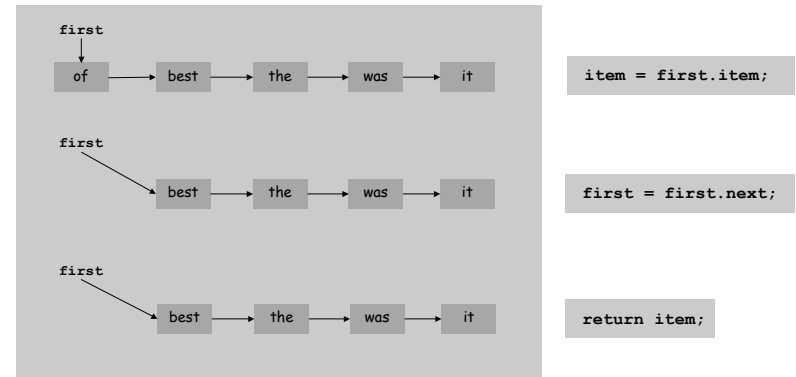 first
of best the was it
item = first.item;
first
best the was it
first = first.next;
first
best the was it
return item;